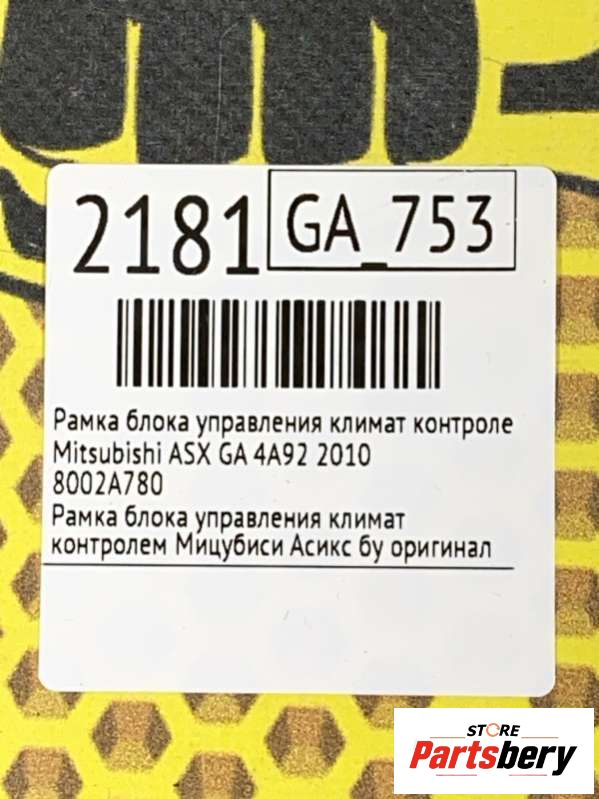 2181 GA_753
Рамка блока управления климат контроле
Mitsubishi ASX GA 4A92 2010
8002A780
Рамка блока управления климат
контролем Мицубиси Асикс бу оригинал
STORE
Partsbery